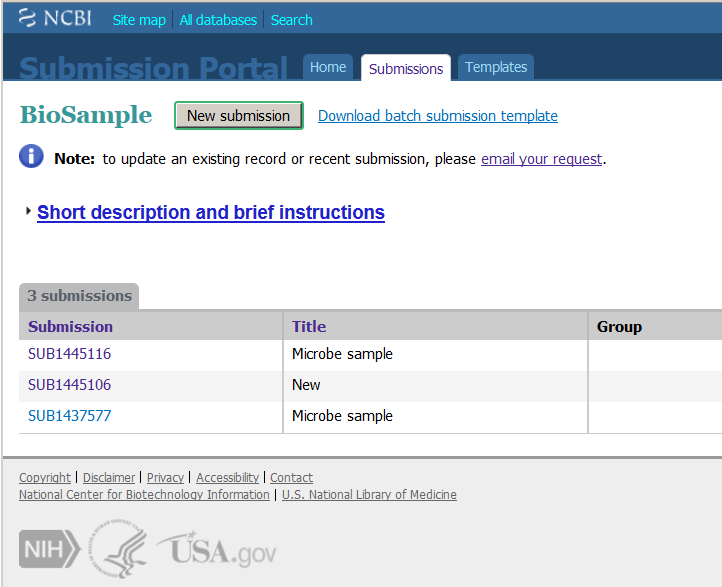 NCBI Site map All databases Search
Submission Portal Home Submissions Templates
BioSample New submission Download batch submission template
i Note: to update an existing record or recent submission, please email your request.
Short description and brief instructions
3 submissions
Submission Title Group
SUB1445116 Microbe sample
SUB1445106 New
SUB1437577 Microbe sample
Copyright | Disclaimer | Privacy | Accessibility | Contact
National Center for Biotechnology Information | U.S. National Library of Medicine
NIH USA.gov